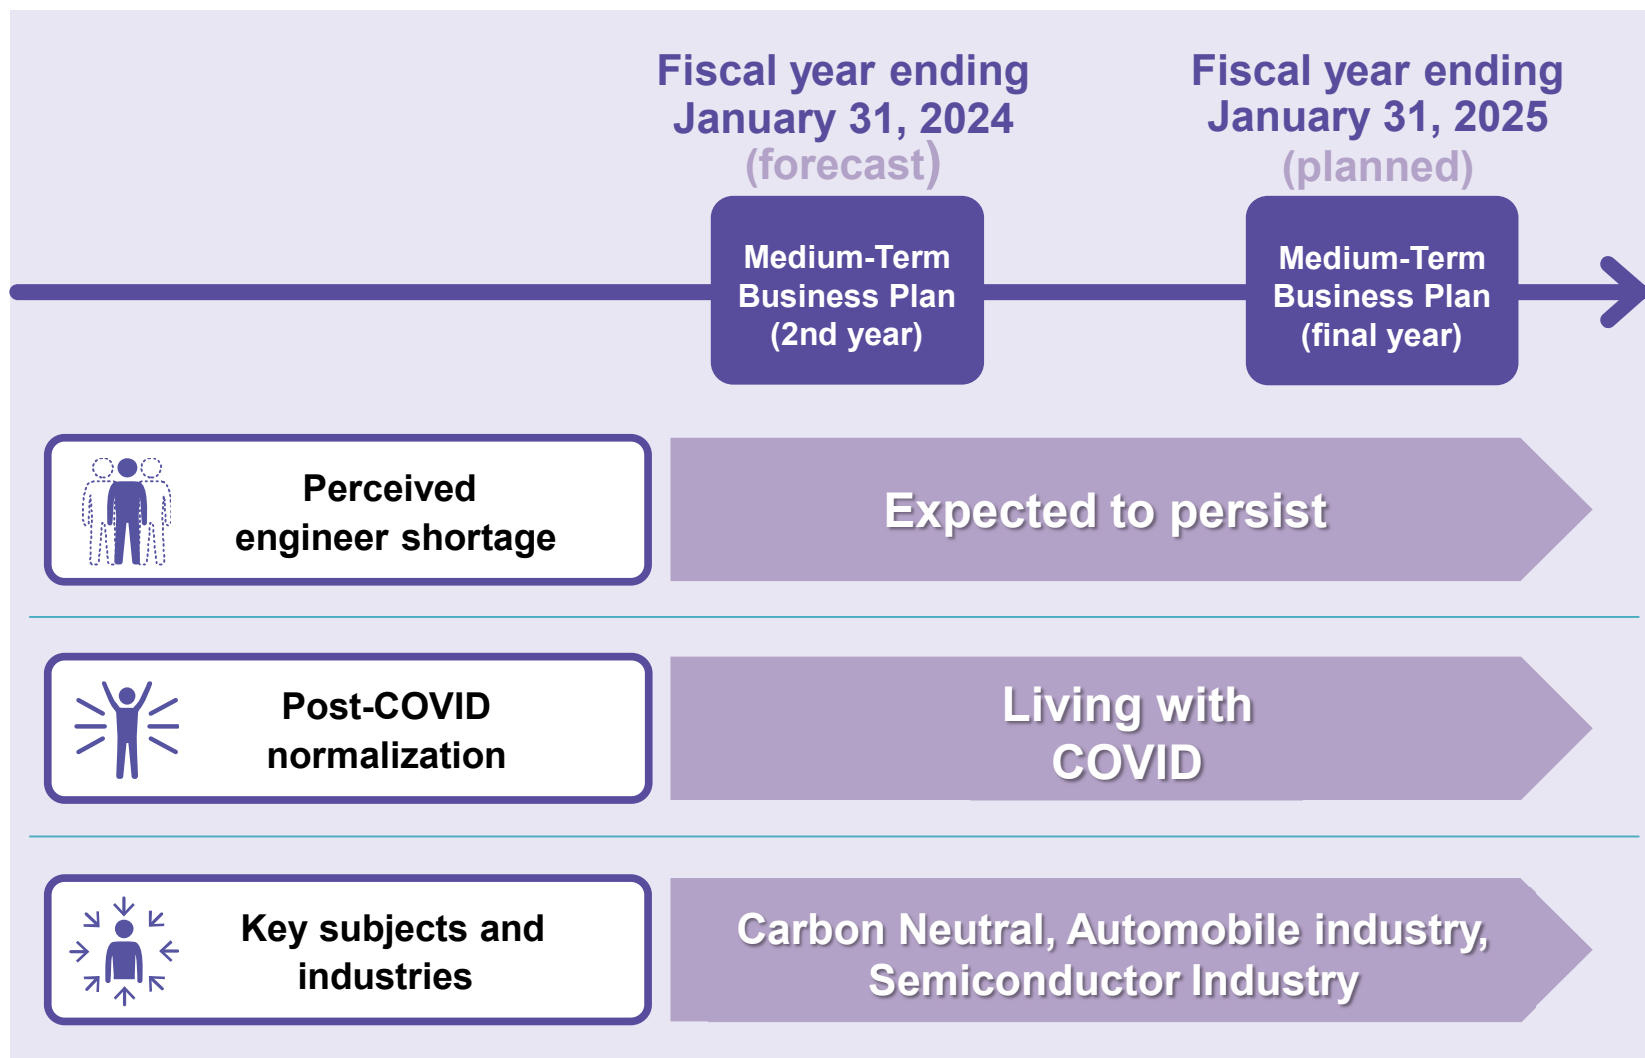 Fiscal year ending
January 31, 2024
(forecast)
Fiscal year ending
January 31, 2025
(planned)
Medium-Term
Business Plan
(2nd year)
Medium-Term
Business Plan
(final year)
Perceived
engineer shortage
Expected to persist
Post-COVID
normalization
Living with
COVID
Key subjects and
industries
Carbon Neutral, Automobile industry,
Semiconductor Industry